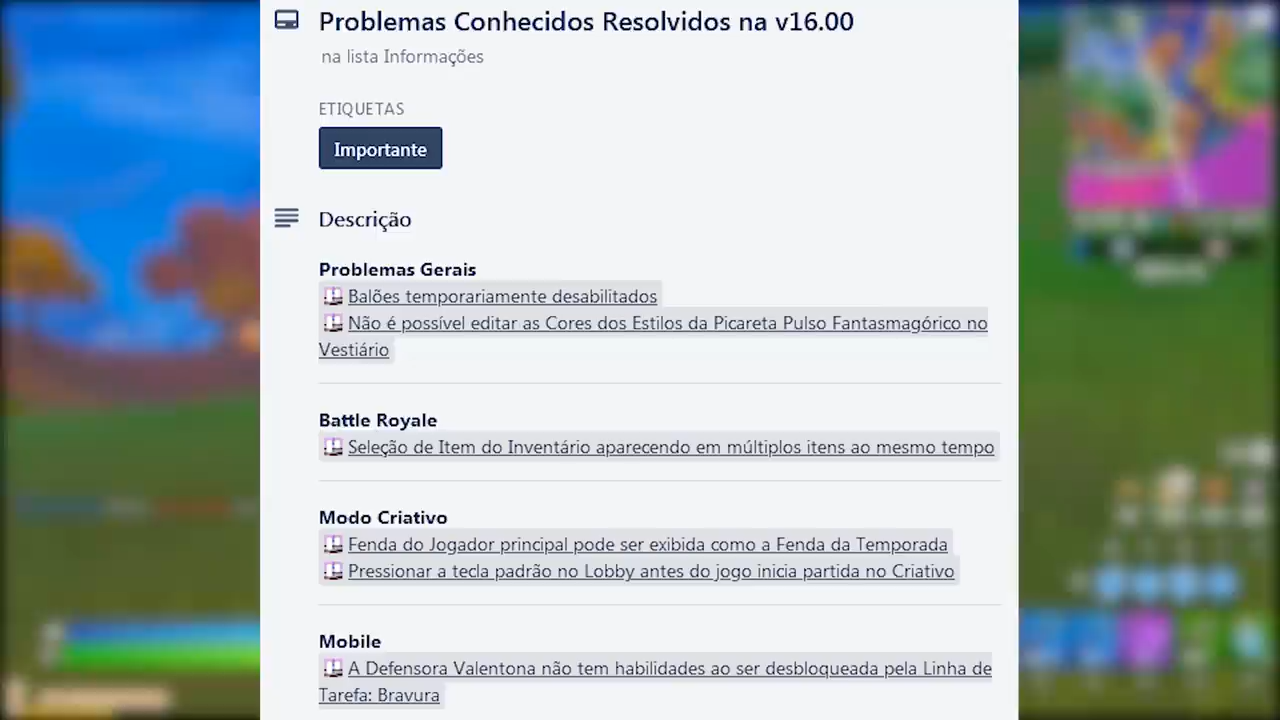 Problemas Conhecidos Resolvidos na v16.00
na lista Informações
ETIQUETAS
Importante
Descrição
Problemas Gerais
Balões temporariamente desabilitados
Não é possível editar as Cores dos Estilos da Picareta Pulso Fantasmagórico no
Vestiário
Battle Royale
Seleção de Item do Inventário aparecendo em múltiplos itens ao mesmo tempo
Modo Criativo
Fenda do Jogador principal pode ser exibida como a Fenda da Temporada
Pressionar a tecla padrão no Lobby antes do jogo inicia partida no Criativo
Mobile
A Defensora Valentona não tem habilidades ao ser desbloqueada pela Linha de
Tarefa: Bravura